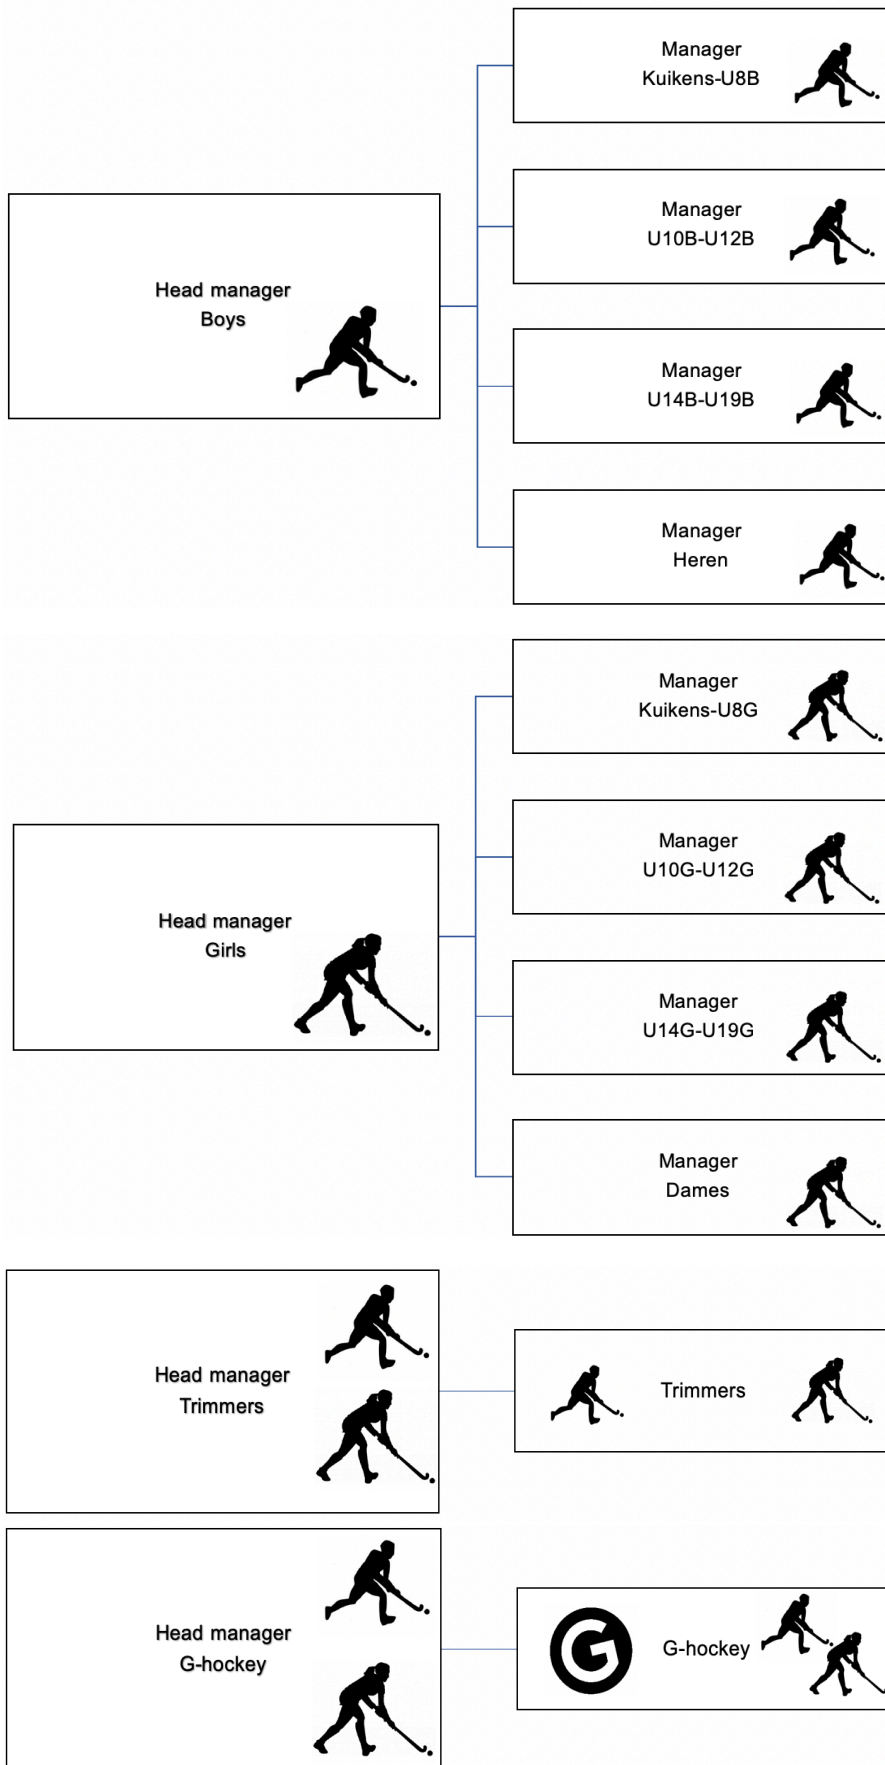 Manager
Kuikens-U8B
Manager
U10B-U12B
Head manager
Boys
Manager
U14B-U19B
Manager
Heren
Manager
Kuikens-U8G
Manager
U10G-U12G
Head manager
Girls
Manager
U14G-U19G
Manager
Dames
Head manager
Trimmers
Trimmers
Head manager
G-hockey
G
G-hockey